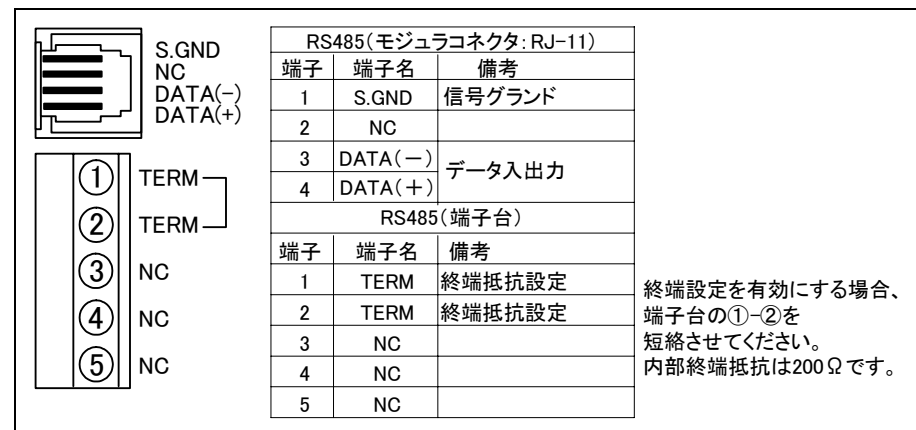 S.GND
NC
DATA(-)
DATA(+)
① TERM
② TERM
③ NC
④ NC
⑤ NC
RS485(モジュラコネクタ:RJ-11)
端子 端子名 備考
1 S.GND 信号グランド
2 NC
3 DATA(-) データ入出力
4 DATA(+)
RS485(端子台)
端子 端子名 備考
1 TERM 終端抵抗設定
2 TERM 終端抵抗設定
3 NC
4 NC
5 NC
終端設定を有効にする場合、
端子台の①-②を
短絡させてください。
内部終端抵抗は200Ωです。